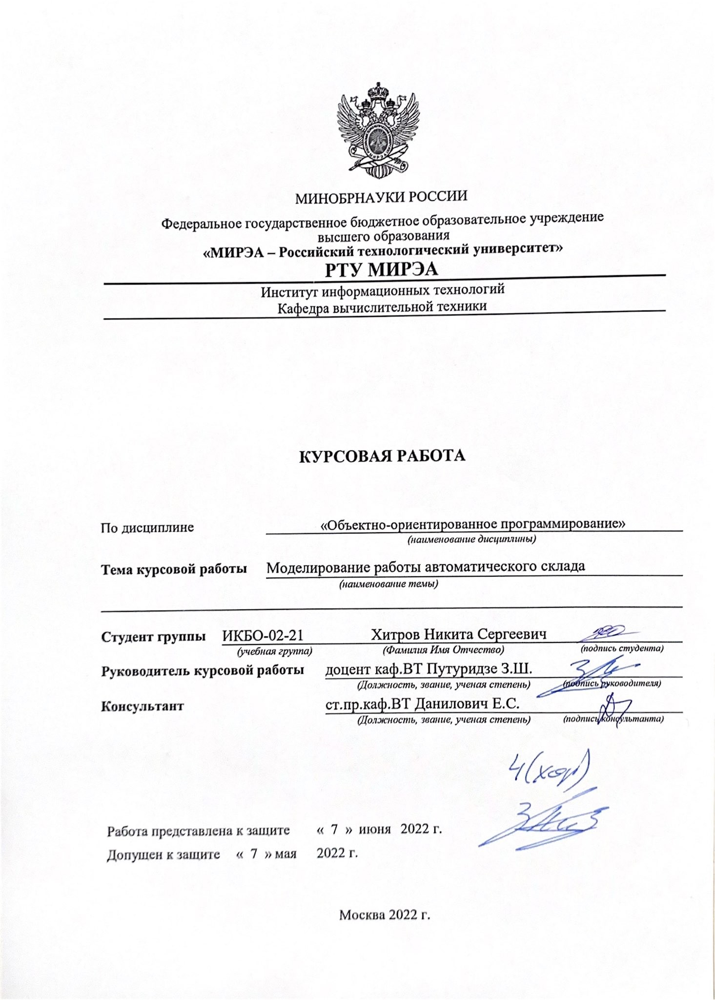 МИНОБРНАУКИ РОССИИ
Федеральное государственное бюджетное образовательное учреждение
высшего образования
«МИРЭА – Российский технологический университет»
РТУ МИРЭА
Институт информационных технологий
Кафедра вычислительной техники
КУРСОВАЯ РАБОТА
По дисциплине «Объектно-ориентированное программирование»
(наименование дисциплины)
Тема курсовой работы Моделирование работы автоматического склада
(наименование темы)
Студент группы ИКБО-02-21 Хитров Никита Сергеевич
(учебная группа) (Фамилия Имя Отчество) (подпись студента)
Руководитель курсовой работы доцент каф.ВТ Путуридзе З.Ш.
(Должность, звание, ученая степень) (подпись руководителя)
Консультант ст.пр.каф.ВТ Данилович Е.С.
(Должность, звание, ученая степень) (подпись консультанта)
4 (хор)
Работа представлена к защите « 7 » июня 2022 г.
Допущен к защите « 7 » мая 2022 г.
Москва 2022 г.